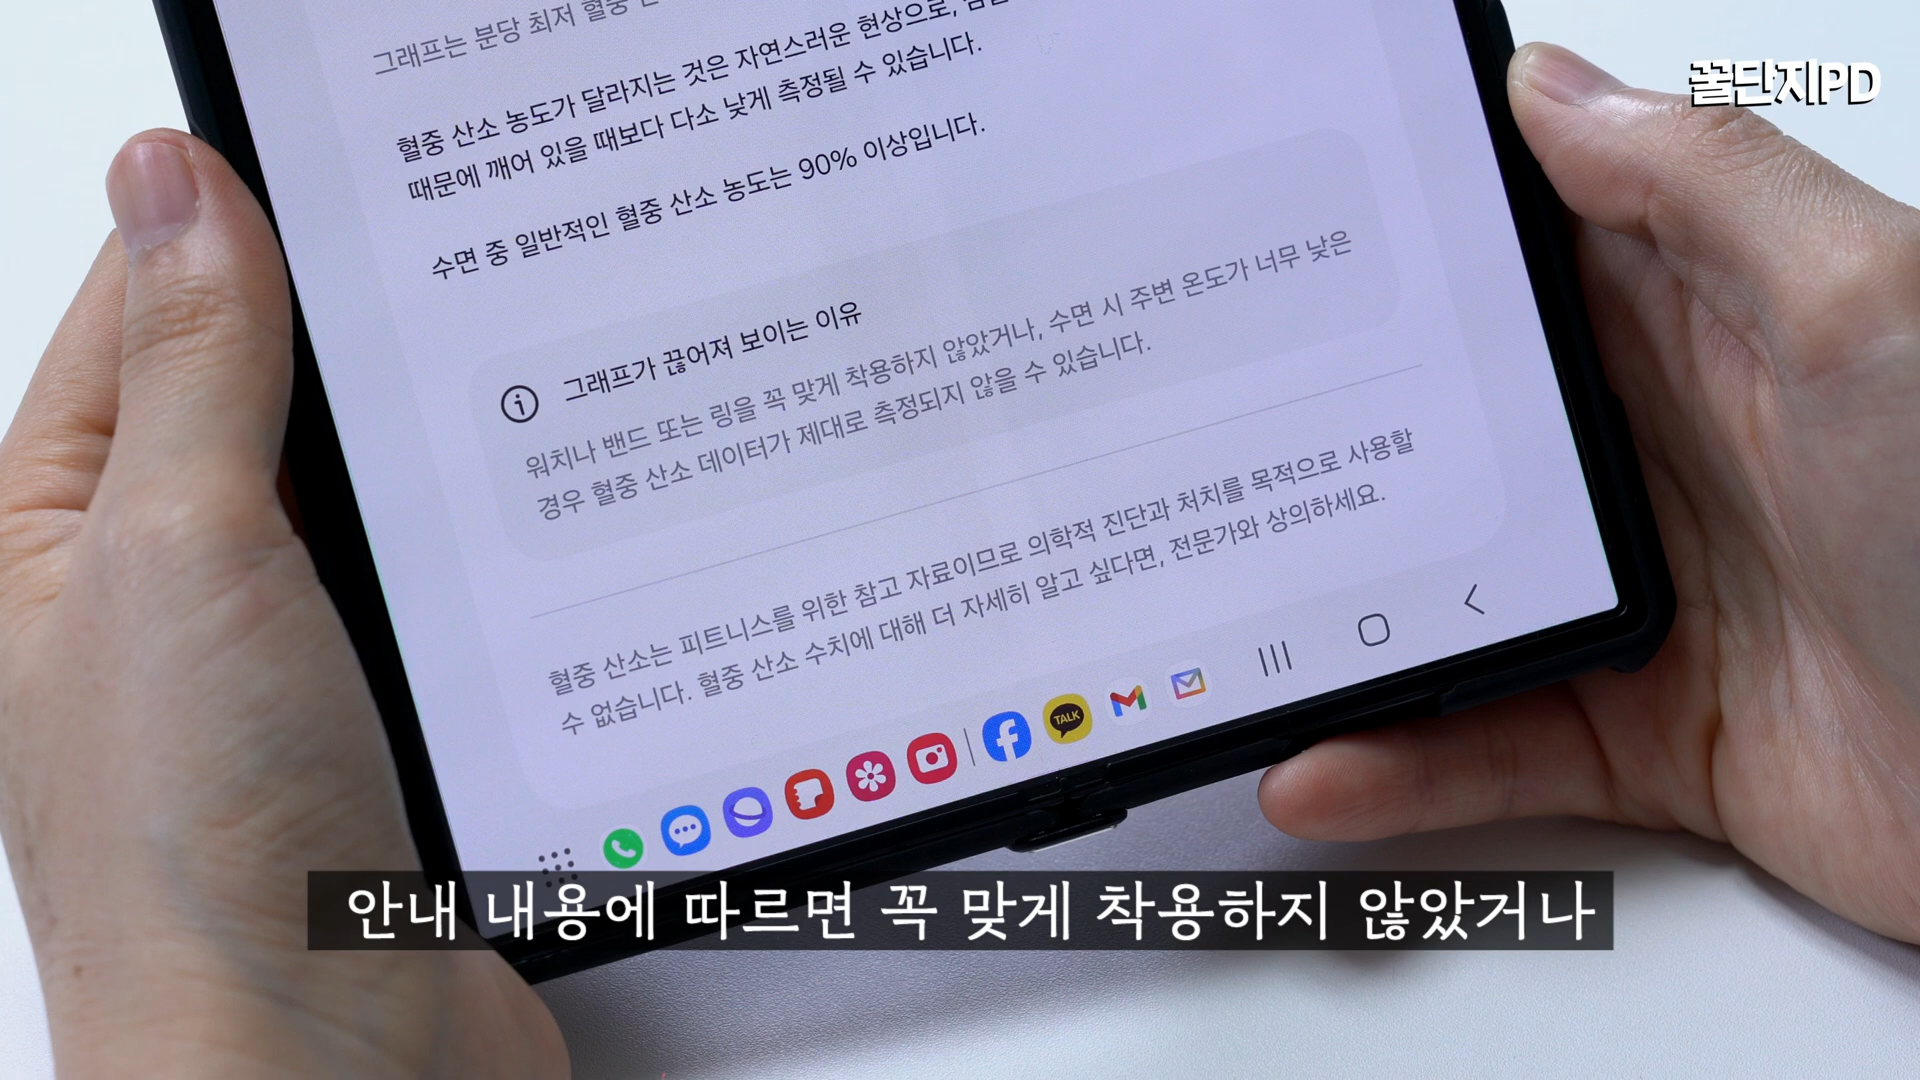 꿀단지PD
그래프는 분당 최저 혈중
혈중 산소 농도가 달라지는 것은 자연스러운 현상으로,
때문에 깨어 있을 때보다 다소 낮게 측정될 수 있습니다.
수면 중 일반적인 혈중 산소 농도는 90% 이상입니다.
그래프가 끊어져 보이는 이유
워치나 밴드 또는 링을 꼭 맞게 착용하지 않았거나, 수면 시 주변 온도가 너무 낮은
경우 혈중 산소 데이터가 제대로 측정되지 않을 수 있습니다.
혈중 산소는 피트니스를 위한 참고 자료이므로 의학적 진단과 처치를 목적으로 사용할
수 없습니다. 혈중 산소 수치에 대해 더 자세히 알고 싶다면, 전문가와 상의하세요.
TALK
안내 내용에 따르면 꼭 맞게 착용하지 않았거나